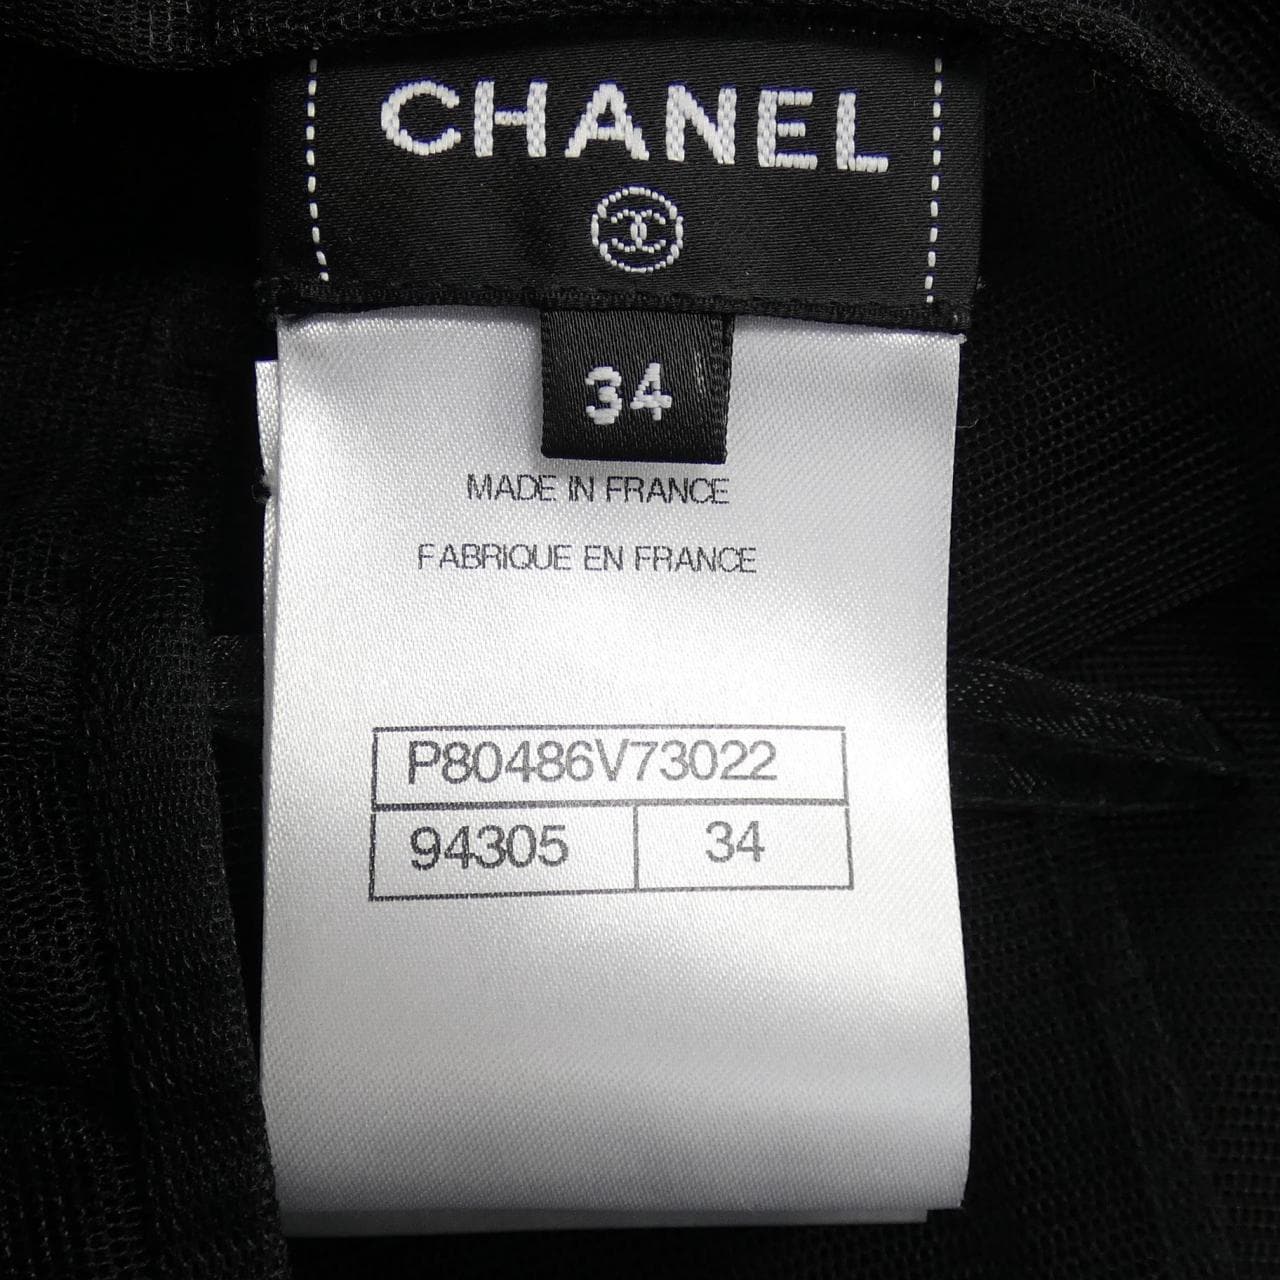 CHANEL
34
MADE IN FRANCE
FABRIQUE EN FRANCE
P80486V73022
94305 34